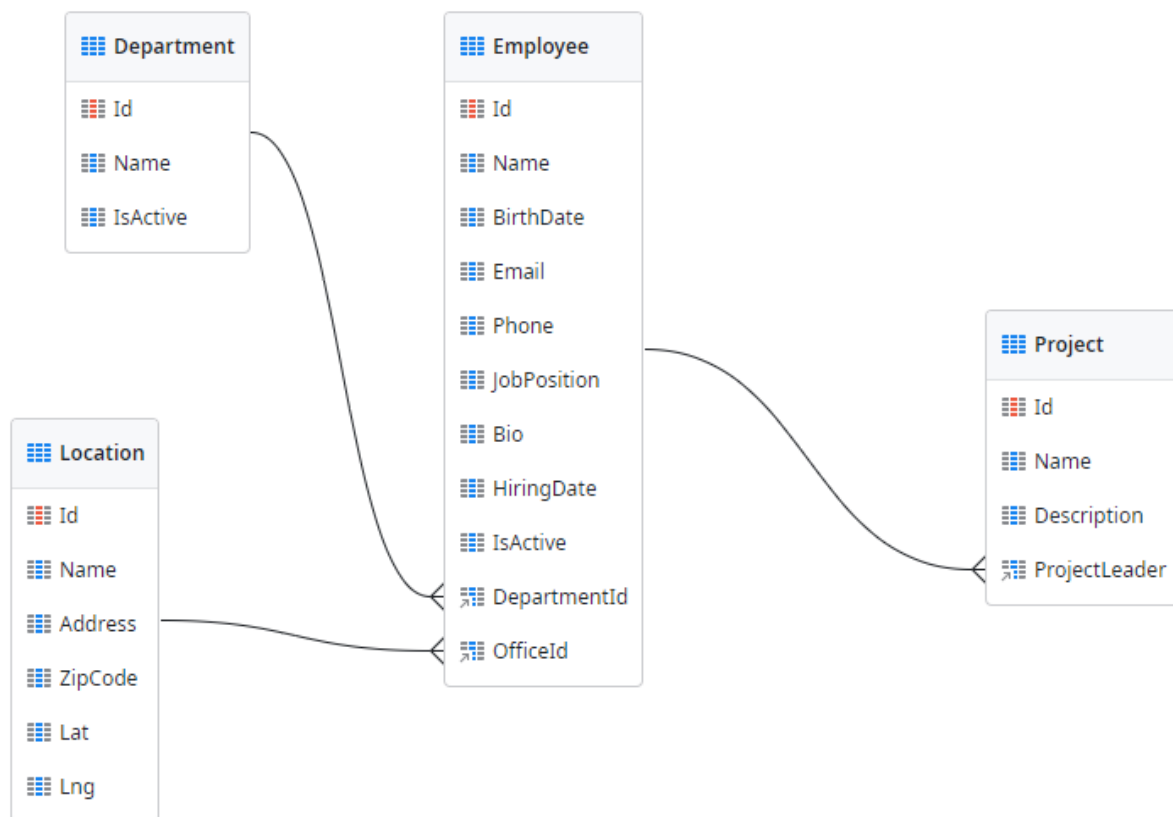 Department
Id
Name
IsActive
Employee
Id
Name
BirthDate
Email
Phone
JobPosition
Bio
HiringDate
IsActive
DepartmentId
OfficeId
Project
Id
Name
Description
ProjectLeader
Location
Id
Name
Address
ZipCode
Lat
Lng